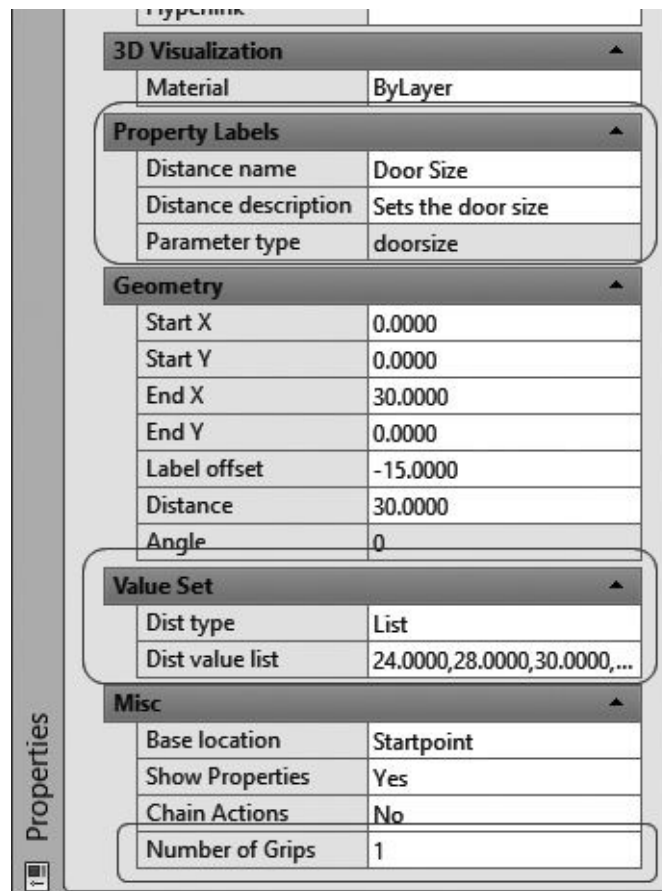 Hyperlink
3D Visualization
Material ByLayer
Property Labels
Distance name Door Size
Distance description Sets the door size
Parameter type doorsize
Geometry
Start X 0.0000
Start Y 0.0000
End X 30.0000
End Y 0.0000
Label offset -15.0000
Distance 30.0000
Angle 0
Value Set
Dist type List
Dist value list 24.0000,28.0000,30.0000,...
Misc
Base location Startpoint
Show Properties Yes
Chain Actions No
Number of Grips 1
Properties